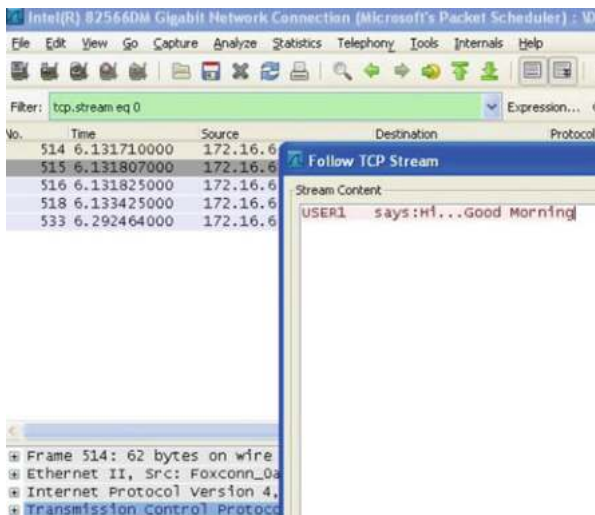 Intel(R) 82566DM Gigabit Network Connection (Microsoft's Packet Scheduler) :
File Edit View Go Capture Analyze Statistics Telephony Tools Internals Help
Filter: tcp.stream eq 0 Expression...
No. Time Source Destination Protocol
514 6.131710000 172.16.6
515 6.131807000 172.16.6
516 6.131825000 172.16.6
518 6.133425000 172.16.6
533 6.292464000 172.16.6
Follow TCP Stream
Stream Content
USER1 says:Hi...Good Morning
Frame 514: 62 bytes on wire
Ethernet II, Src: Foxconn_0a
Internet Protocol Version 4,
Transmission Control Protoco